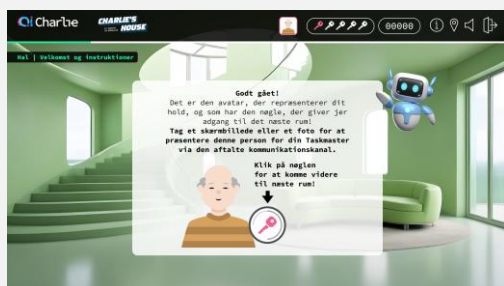 Qi Charlie
CHARLIE'S
HOUSE
00000
Hal | Velkomst og instruktioner
Godt gået!
Det er den avatar, der repræsenterer dit
hold, og som har den nøgle, der giver jer
adgang til det næste rum!
Tag et skærmbillede eller et foto for at
præsentere denne person for din Taskmaster
via den aftalte kommunikationskanal.
Klik på nøglen
for at komme videre
til næste rum!